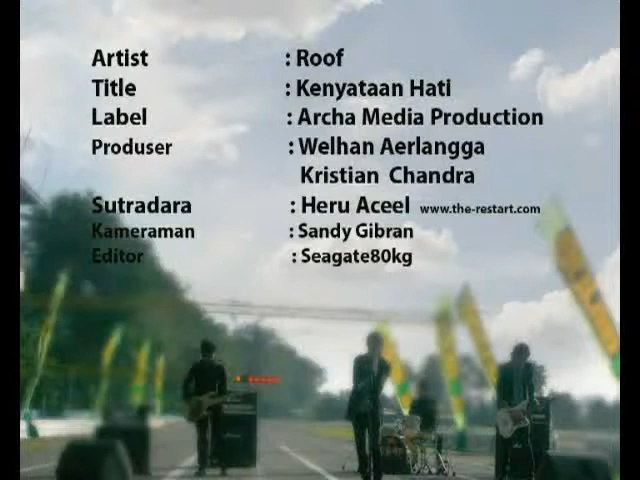 Artist : Roof
Title : Kenyataan Hati
Label : Archa Media Production
Produser : Welhan Aerlangga
Kristian Chandra
Sutradara : Heru Aceel www.the-restart.com
Kameraman : Sandy Gibran
Editor : Seagate80kg